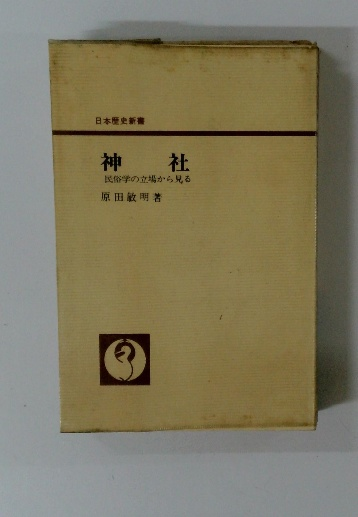 日本歴史新書
神社
民俗学の立場から見る
原田敏明著